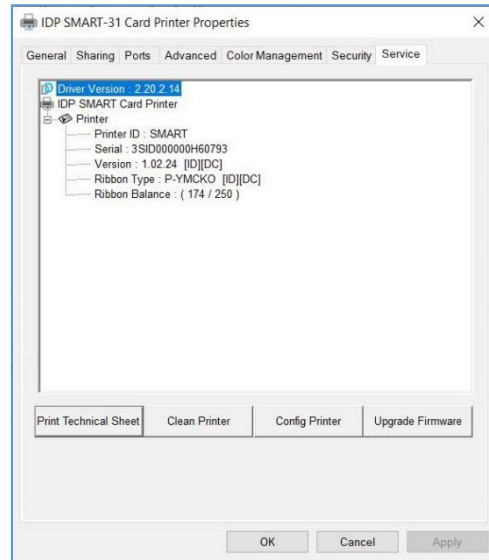 IDP SMART-31 Card Printer Properties
General Sharing Ports Advanced Color Management Security Service
Driver Version : 2.20.2.14
IDP SMART Card Printer
Printer
Printer ID : SMART
Serial : 3SID000000H60793
Version : 1.02.24 [ID][DC]
Ribbon Type : P-YMCKO [ID][DC]
Ribbon Balance : ( 174 / 250 )
Print Technical Sheet Clean Printer Config Printer Upgrade Firmware
OK Cancel Apply